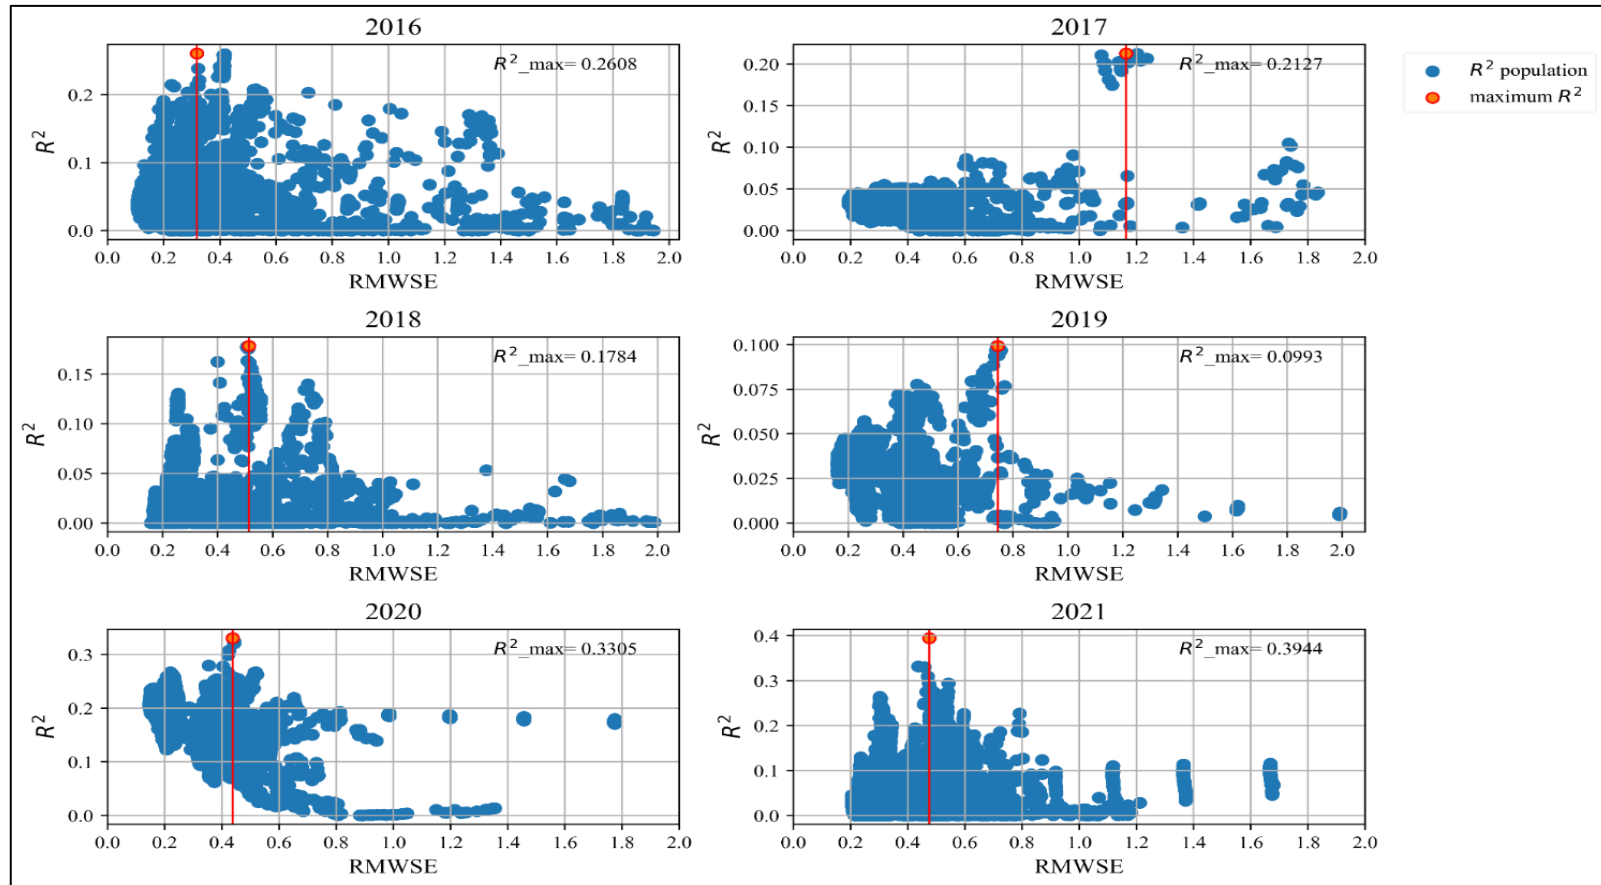 2016
R²_max= 0.2608
R²
0.2
0.1
0.0
0.0 0.2 0.4 0.6 0.8 1.0 1.2 1.4 1.6 1.8 2.0
RMWSE
2017
R²_max= 0.2127
R²
0.20
0.15
0.10
0.05
0.00
0.0 0.2 0.4 0.6 0.8 1.0 1.2 1.4 1.6 1.8 2.0
RMWSE
R² population
maximum R²
2018
R²_max= 0.1784
R²
0.15
0.10
0.05
0.00
0.0 0.2 0.4 0.6 0.8 1.0 1.2 1.4 1.6 1.8 2.0
RMWSE
2019
R²_max= 0.0993
R²
0.100
0.075
0.050
0.025
0.000
0.0 0.2 0.4 0.6 0.8 1.0 1.2 1.4 1.6 1.8 2.0
RMWSE
2020
R²_max= 0.3305
R²
0.3
0.2
0.1
0.0
0.0 0.2 0.4 0.6 0.8 1.0 1.2 1.4 1.6 1.8 2.0
RMWSE
2021
R²_max= 0.3944
R²
0.4
0.3
0.2
0.1
0.0
0.0 0.2 0.4 0.6 0.8 1.0 1.2 1.4 1.6 1.8 2.0
RMWSE